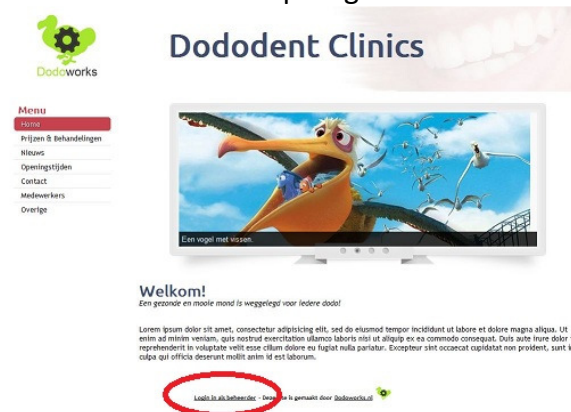 Dodoworks
Dododent Clinics
Menu
Home
Prijzen & Behandelingen
Nieuws
Openingstijden
Contact
Medewerkers
Overige
Een vogel met vissen.
Welkom!
Een gezonde en mooie mond is weggelegd voor iedere dodo!
Lorem ipsum dolor sit amet, consectetur adipisicing elit, sed do eiusmod tempor incididunt ut labore et dolore magna aliqua. Ut
enim ad minim veniam, quis nostrud exercitation ullamco laboris nisi ut aliquip ex ea commodo consequat. Duis aute irure dolor
reprehenderit in voluptate velit esse cillum dolore eu fugiat nulla pariatur. Excepteur sint occaecat cupidatat non proident, sunt
culpa qui officia deserunt mollit anim id est laborum.
Login in als beheerder - te is gemaakt door Dodoworks.nl